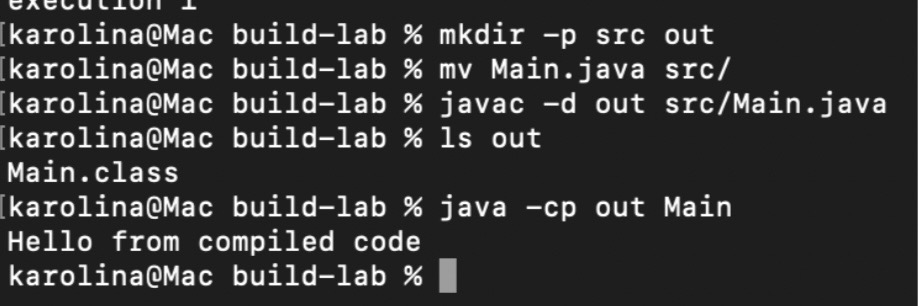 execution 1
[karolina@Mac build-lab % mkdir -p src out
[karolina@Mac build-lab % mv Main.java src/
[karolina@Mac build-lab % javac -d out src/Main.java
[karolina@Mac build-lab % ls out
Main.class
[karolina@Mac build-lab % java -cp out Main
Hello from compiled code
karolina@Mac build-lab %